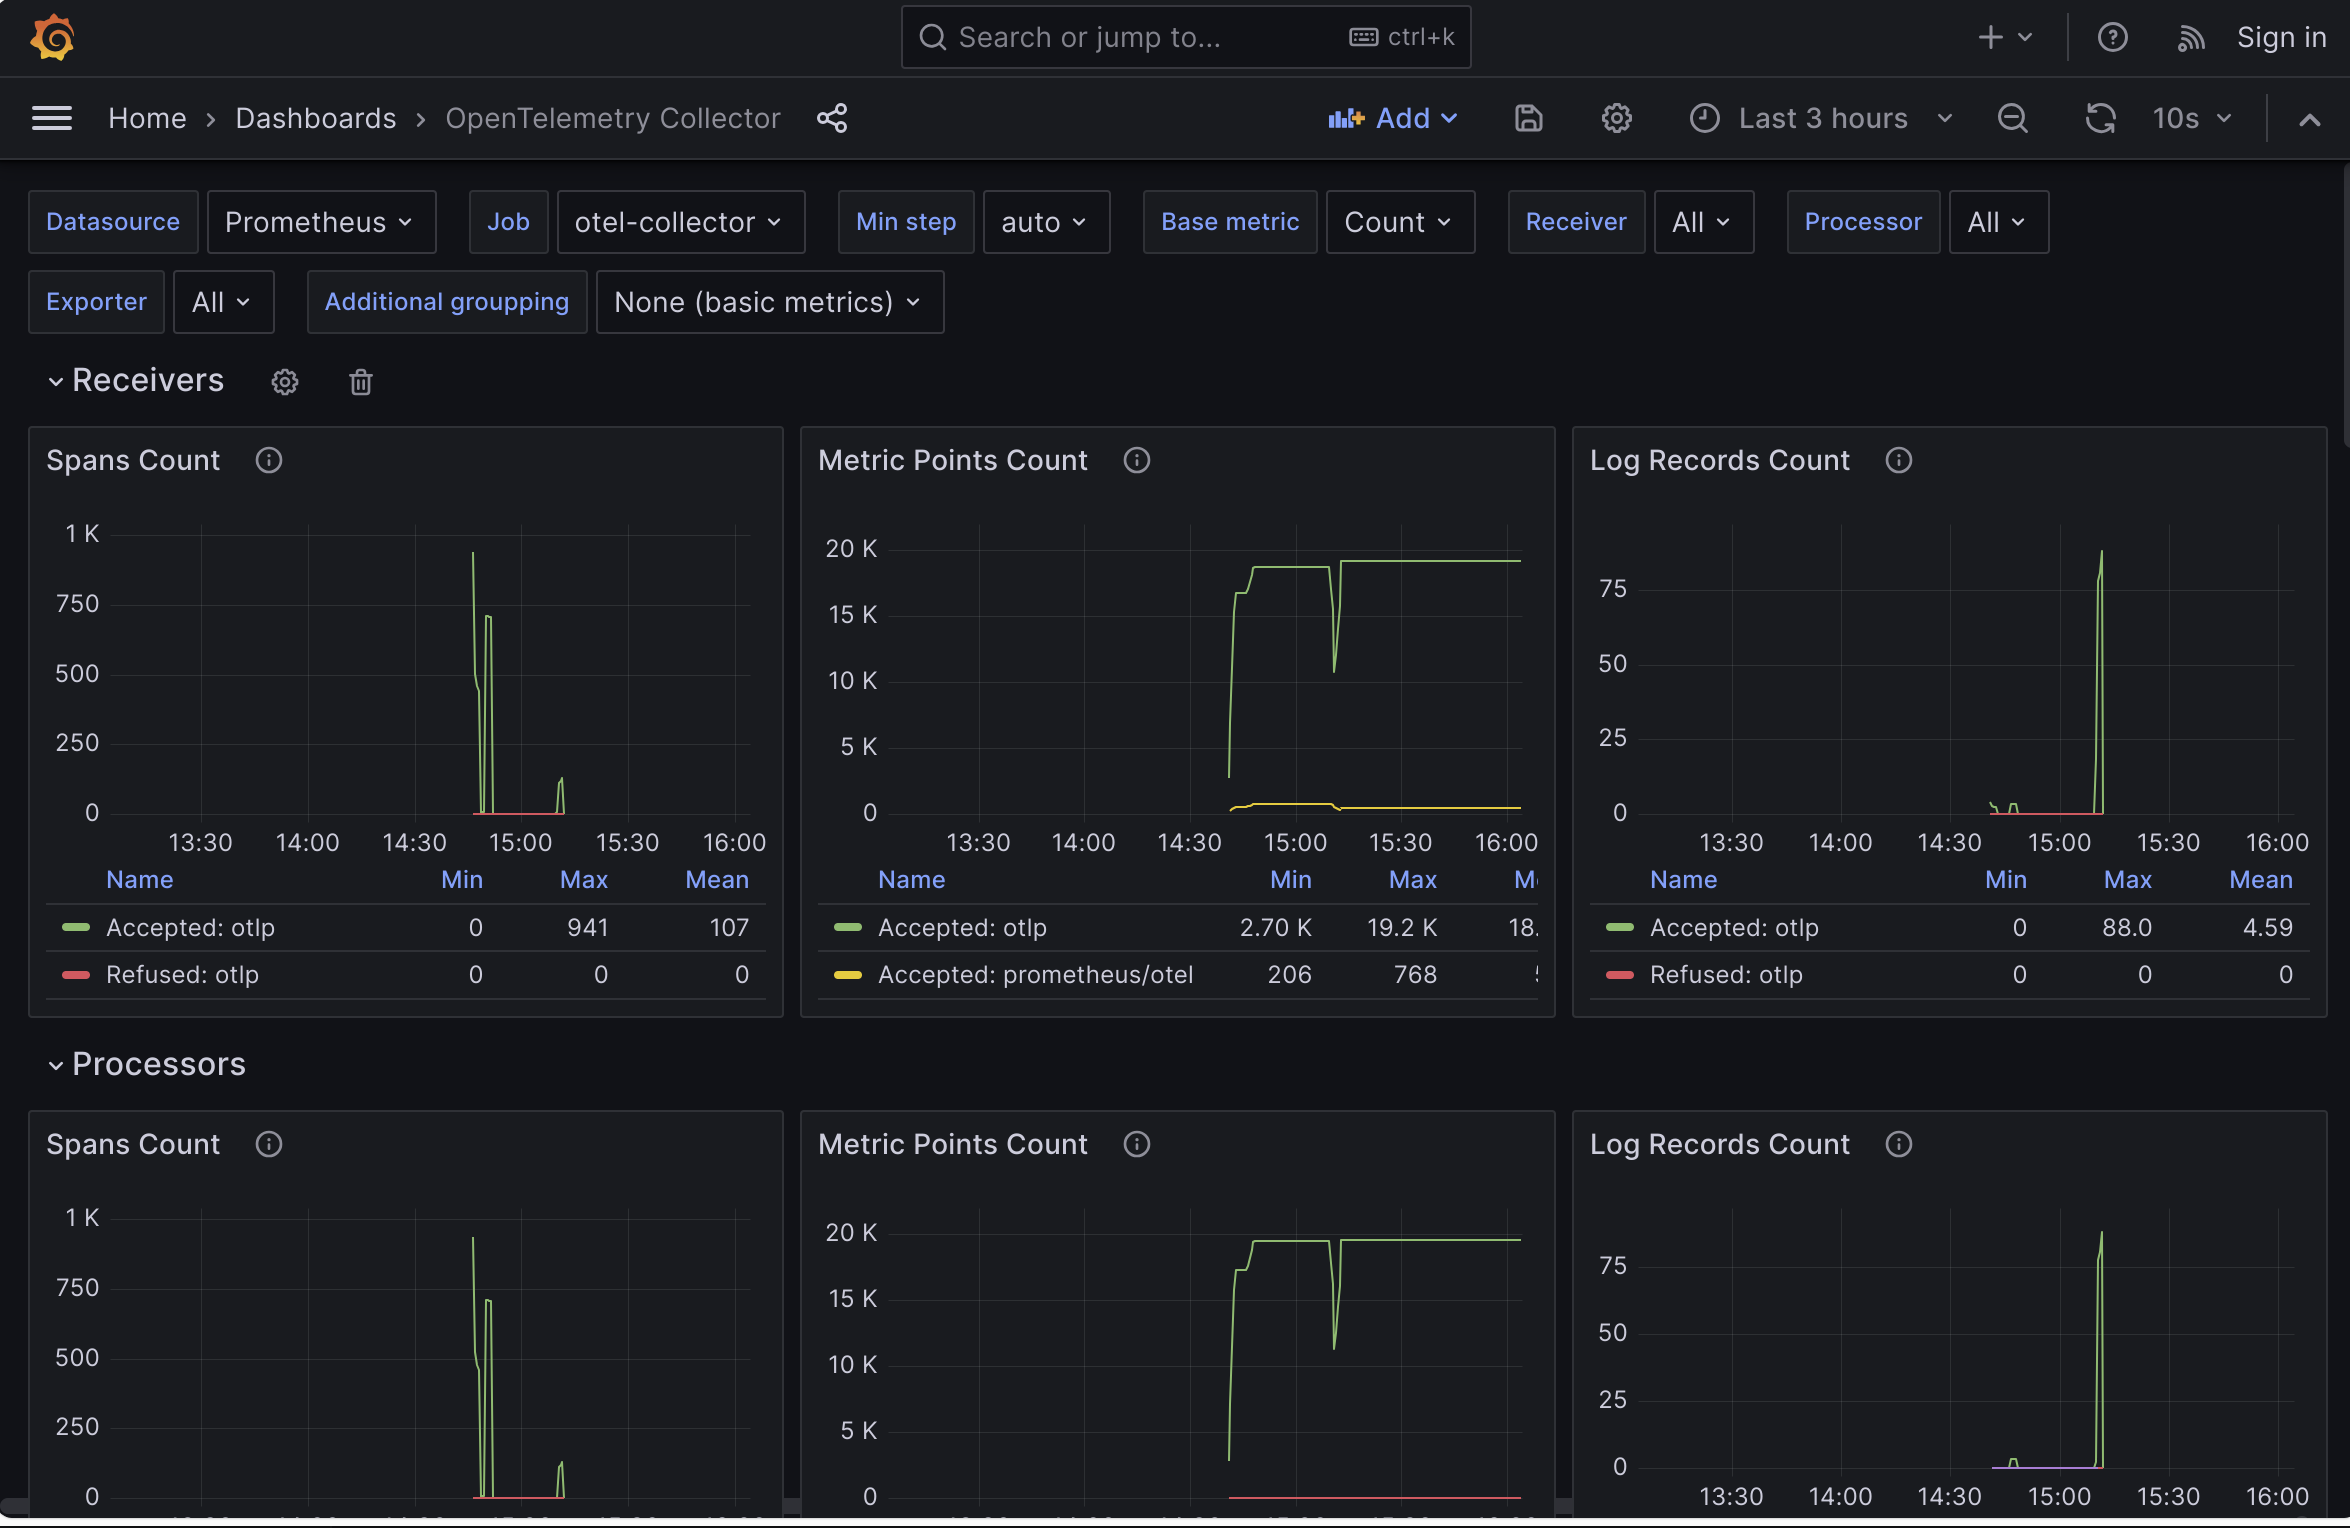 Search or jump to... ctrl+k Sign in
Home › Dashboards › OpenTelemetry Collector Add Last 3 hours 10s
Datasource Prometheus Job otel-collector Min step auto Base metric Count Receiver All Processor All
Exporter All Additional groupping None (basic metrics)
Receivers
Spans Count
1 K
750
500
250
0
13:30 14:00 14:30 15:00 15:30 16:00
Name Min Max Mean
Accepted: otlp 0 941 107
Refused: otlp 0 0 0
Metric Points Count
20 K
15 K
10 K
5 K
0
13:30 14:00 14:30 15:00 15:30 16:00
Name Min Max
Accepted: otlp 2.70 K 19.2 K 18.
Accepted: prometheus/otel 206 768
Log Records Count
75
50
25
0
13:30 14:00 14:30 15:00 15:30 16:00
Name Min Max Mean
Accepted: otlp 0 88.0 4.59
Refused: otlp 0 0 0
Processors
Spans Count
1 K
750
500
250
0
Metric Points Count
20 K
15 K
10 K
5 K
0
Log Records Count
75
50
25
0
13:30 14:00 14:30 15:00 15:30 16:00